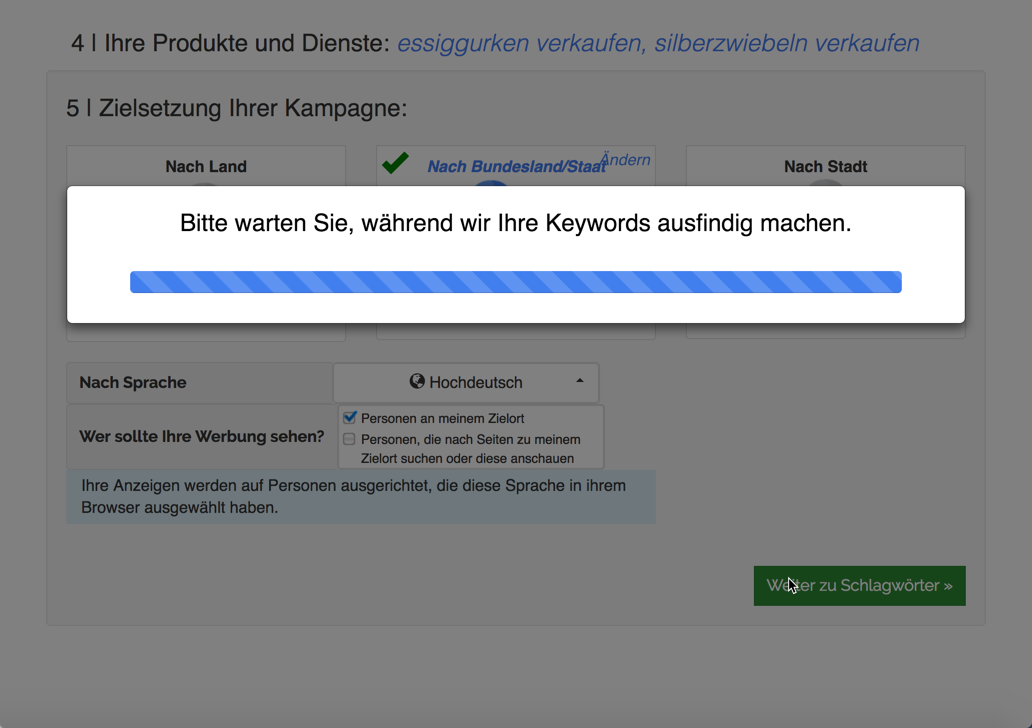 4 | Ihre Produkte und Dienste: essiggurken verkaufen, silberzwiebeln verkaufen
5 | Zielsetzung Ihrer Kampagne:
Nach Land
Nach Bundesland/Staat
Ändern
Nach Stadt
Bitte warten Sie, während wir Ihre Keywords ausfindig machen.
Nach Sprache
Hochdeutsch
Wer sollte Ihre Werbung sehen?
Personen an meinem Zielort
Personen, die nach Seiten zu meinem
Zielort suchen oder diese anschauen
Ihre Anzeigen werden auf Personen ausgerichtet, die diese Sprache in ihrem
Browser ausgewählt haben.
Weiter zu Schlagwörter »